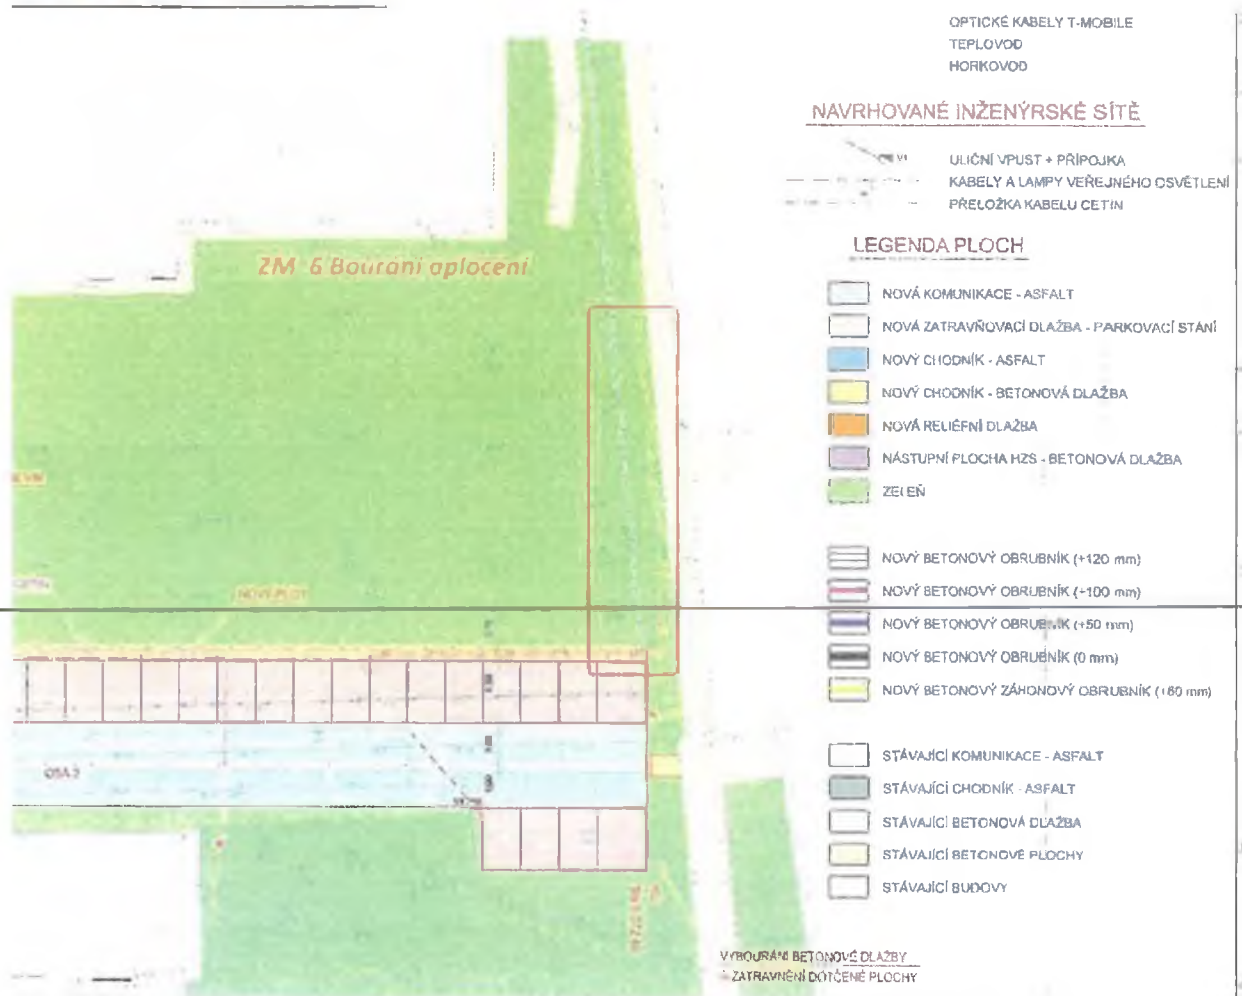 OPTICKÉ KABELY T-MOBILE
TEPLOVOD
HORKOVOD
NAVRHOVANÉ INŽENÝRSKÉ SÍTĚ
ULIČNÍ VPUST + PŘÍPOJKA
KABELY A LAMPY VEŘEJNÉHO OSVĚTLENÍ
PŘELOŽKA KABELU CETIN
LEGENDA PLOCH
NOVÁ KOMUNIKACE - ASFALT
NOVÁ ZATRAVŇOVACÍ DLAŽBA - PARKOVACÍ STÁNÍ
NOVÝ CHODNÍK - ASFALT
NOVÝ CHODNÍK - BETONOVÁ DLAŽBA
NOVÁ RELIÉFNÍ DLAŽBA
NÁSTUPNÍ PLOCHA HZS - BETONOVÁ DLAŽBA
ZELEŇ
NOVÝ BETONOVÝ OBRUBNÍK (+120 mm)
NOVÝ BETONOVÝ OBRUBNÍK (+100 mm)
NOVÝ BETONOVÝ OBRUBNÍK (+50 mm)
NOVÝ BETONOVÝ OBRUBNÍK (0 mm)
NOVÝ BETONOVÝ ZÁHONOVÝ OBRUBNÍK (+60 mm)
STÁVAJÍCÍ KOMUNIKACE - ASFALT
STÁVAJÍCÍ CHODNÍK - ASFALT
STÁVAJÍCÍ BETONOVÁ DLAŽBA
STÁVAJÍCÍ BETONOVÉ PLOCHY
STÁVAJÍCÍ BUDOVY
ZM 6 Bourání oplocení
NOVÝ PLOT
OSA 2
VYBOURÁNÍ BETONOVÉ DLAŽBY
+ ZATRAVNĚNÍ DOTČENÉ PLOCHY